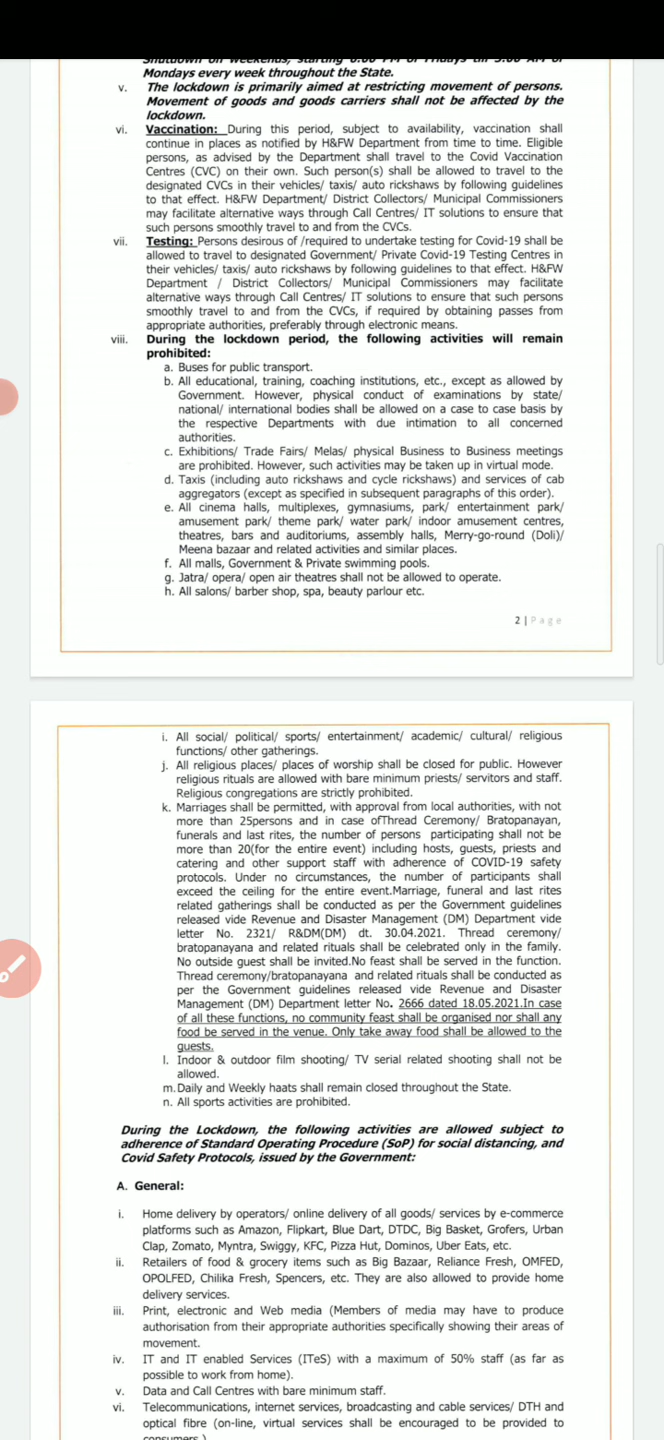 Shutdown on weekends, starting 6.00 PM of Fridays till 5.00 AM of
Mondays every week throughout the State.
v. The lockdown is primarily aimed at restricting movement of persons.
Movement of goods and goods carriers shall not be affected by the
lockdown.
vi. Vaccination: During this period, subject to availability, vaccination shall
continue in places as notified by H&FW Department from time to time. Eligible
persons, as advised by the Department shall travel to the Covid Vaccination
Centres (CVC) on their own. Such person(s) shall be allowed to travel to the
designated CVCs in their vehicles/ taxis/ auto rickshaws by following guidelines
to that effect. H&FW Department/ District Collectors/ Municipal Commissioners
may facilitate alternative ways through Call Centres/ IT solutions to ensure that
such persons smoothly travel to and from the CVCs.
vii. Testing: Persons desirous of /required to undertake testing for Covid-19 shall be
allowed to travel to designated Government/ Private Covid-19 Testing Centres in
their vehicles/ taxis/ auto rickshaws by following guidelines to that effect. H&FW
Department / District Collectors/ Municipal Commissioners may facilitate
alternative ways through Call Centres/ IT solutions to ensure that such persons
smoothly travel to and from the CVCs, if required by obtaining passes from
appropriate authorities, preferably through electronic means.
viii. During the lockdown period, the following activities will remain
prohibited:
a. Buses for public transport.
b. All educational, training, coaching institutions, etc., except as allowed by
Government. However, physical conduct of examinations by state/
national/ international bodies shall be allowed on a case to case basis by
the respective Departments with due intimation to all concerned
authorities.
c. Exhibitions/ Trade Fairs/ Melas/ physical Business to Business meetings
are prohibited. However, such activities may be taken up in virtual mode.
d. Taxis (including auto rickshaws and cycle rickshaws) and services of cab
aggregators (except as specified in subsequent paragraphs of this order).
e. All cinema halls, multiplexes, gymnasiums, park/ entertainment park/
amusement park/ theme park/ water park/ indoor amusement centres,
theatres, bars and auditoriums, assembly halls, Merry-go-round (Doli)/
Meena bazaar and related activities and similar places.
f. All malls, Government & Private swimming pools.
g. Jatra/ opera/ open air theatres shall not be allowed to operate.
h. All salons/ barber shop, spa, beauty parlour etc.
2 | Page
i. All social/ political/ sports/ entertainment/ academic/ cultural/ religious
functions/ other gatherings.
j. All religious places/ places of worship shall be closed for public. However
religious rituals are allowed with bare minimum priests/ servitors and staff.
Religious congregations are strictly prohibited.
k. Marriages shall be permitted, with approval from local authorities, with not
more than 25persons and in case ofThread Ceremony/ Bratopanayan,
funerals and last rites, the number of persons participating shall not be
more than 20(for the entire event) including hosts, guests, priests and
catering and other support staff with adherence of COVID-19 safety
protocols. Under no circumstances, the number of participants shall
exceed the ceiling for the entire event.Marriage, funeral and last rites
related gatherings shall be conducted as per the Government guidelines
released vide Revenue and Disaster Management (DM) Department vide
letter No. 2321/ R&DM(DM) dt. 30.04.2021. Thread ceremony/
bratopanayana and related rituals shall be celebrated only in the family.
No outside guest shall be invited.No feast shall be served in the function.
Thread ceremony/bratopanayana and related rituals shall be conducted as
per the Government guidelines released vide Revenue and Disaster
Management (DM) Department letter No. 2666 dated 18.05.2021.In case
of all these functions, no community feast shall be organised nor shall any
food be served in the venue. Only take away food shall be allowed to the
guests.
l. Indoor & outdoor film shooting/ TV serial related shooting shall not be
allowed.
m. Daily and Weekly haats shall remain closed throughout the State.
n. All sports activities are prohibited.
During the Lockdown, the following activities are allowed subject to
adherence of Standard Operating Procedure (SoP) for social distancing, and
Covid Safety Protocols, issued by the Government:
A. General:
i. Home delivery by operators/ online delivery of all goods/ services by e-commerce
platforms such as Amazon, Flipkart, Blue Dart, DTDC, Big Basket, Grofers, Urban
Clap, Zomato, Myntra, Swiggy, KFC, Pizza Hut, Dominos, Uber Eats, etc.
ii. Retailers of food & grocery items such as Big Bazaar, Reliance Fresh, OMFED,
OPOLFED, Chilika Fresh, Spencers, etc. They are also allowed to provide home
delivery services.
iii. Print, electronic and Web media (Members of media may have to produce
authorisation from their appropriate authorities specifically showing their areas of
movement.
iv. IT and IT enabled Services (ITeS) with a maximum of 50% staff (as far as
possible to work from home).
v. Data and Call Centres with bare minimum staff.
vi. Telecommunications, internet services, broadcasting and cable services/ DTH and
optical fibre (on-line, virtual services shall be encouraged to be provided to
consumers.)